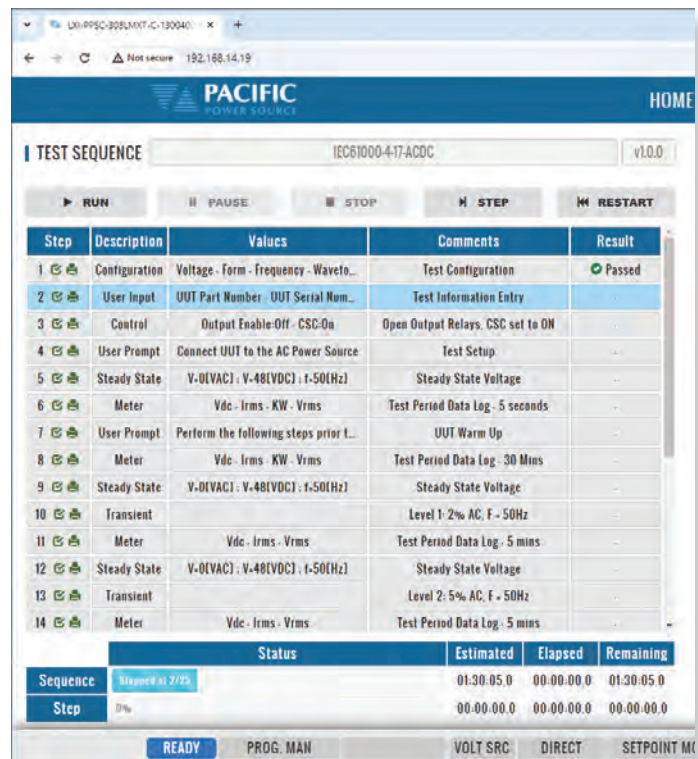 LXI-PPSC-308LMXT-C-130040
Not secure 192.168.14.19
PACIFIC
POWER SOURCE
HOME
TEST SEQUENCE IEC61000-4-17-ACDC v1.0.0
RUN PAUSE STOP STEP RESTART
Step Description Values Comments Result
1 Configuration Voltage - Form - Frequency - Wavefo... Test Configuration Passed
2 User Input UUT Part Number - UUT Serial Num... Test Information Entry -
3 Control Output Enable:Off - CSC:On Open Output Relays, CSC set to ON -
4 User Prompt Connect UUT to the AC Power Source Test Setup -
5 Steady State V=0[VAC] : V=48[VDC] : f=50[Hz] Steady State Voltage -
6 Meter Vdc - Irms - KW - Vrms Test Period Data Log - 5 seconds -
7 User Prompt Perform the following steps prior t... UUT Warm Up -
8 Meter Vdc - Irms - KW - Vrms Test Period Data Log - 30 Mins -
9 Steady State V=0[VAC] : V=48[VDC] : f=50[Hz] Steady State Voltage -
10 Transient Level 1: 2% AC, F = 50Hz -
11 Meter Vdc - Irms - Vrms Test Period Data Log - 5 mins -
12 Steady State V=0[VAC] : V=48[VDC] : f=50[Hz] Steady State Voltage -
13 Transient Level 2: 5% AC, F = 50Hz -
14 Meter Vdc - Irms - Vrms Test Period Data Log - 5 mins -
Status Estimated Elapsed Remaining
Sequence Stopped at 2/25 01:30:05.0 00:00:00.0 01:30:05.0
Step 0% 00:00:00.0 00:00:00.0 00:00:00.0
READY PROG. MAN VOLT SRC DIRECT SETPOINT MO